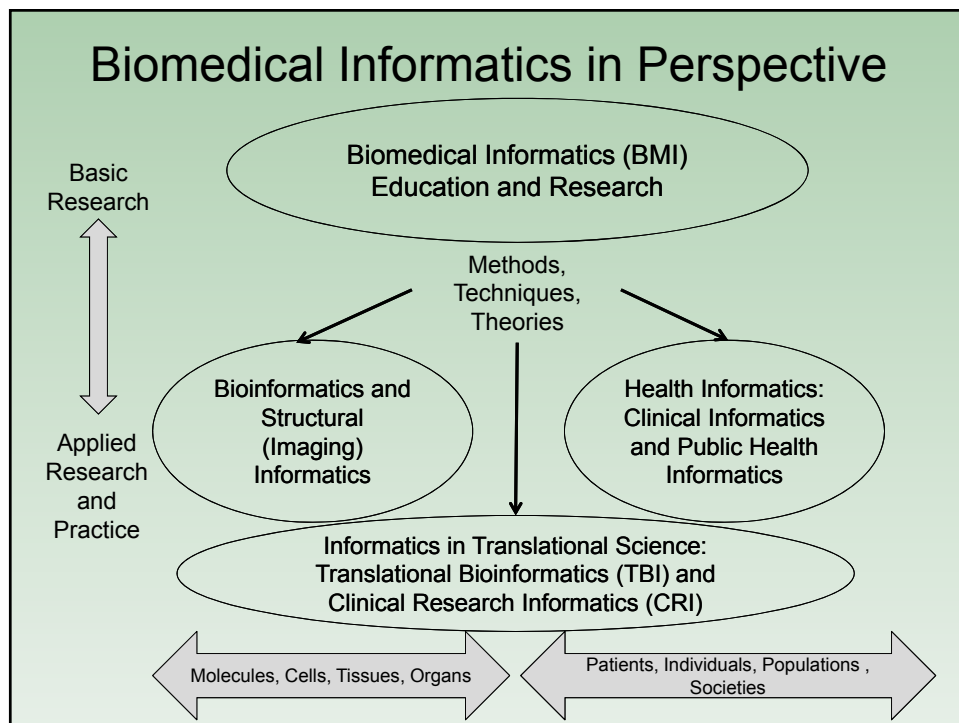 Biomedical Informatics in Perspective
Biomedical Informatics (BMI)
Education and Research
Basic
Research
Methods,
Techniques,
Theories
Bioinformatics and
Structural
(Imaging)
Informatics
Health Informatics:
Clinical Informatics
and Public Health
Informatics
Applied
Research
and
Practice
Informatics in Translational Science:
Translational Bioinformatics (TBI) and
Clinical Research Informatics (CRI)
Molecules, Cells, Tissues, Organs
Patients, Individuals, Populations ,
Societies